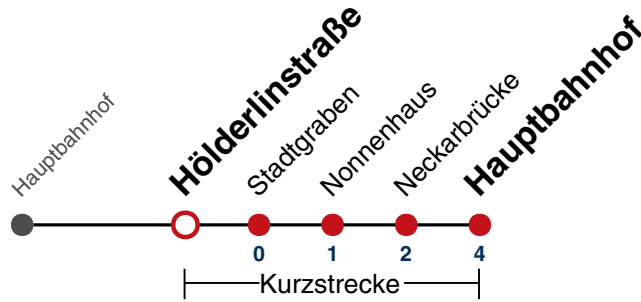 Hauptbahnhof
Hölderlinstraße
Stadtgraben
Nonnenhaus
Neckarbrücke
Hauptbahnhof
0 1 2 4
Kurzstrecke